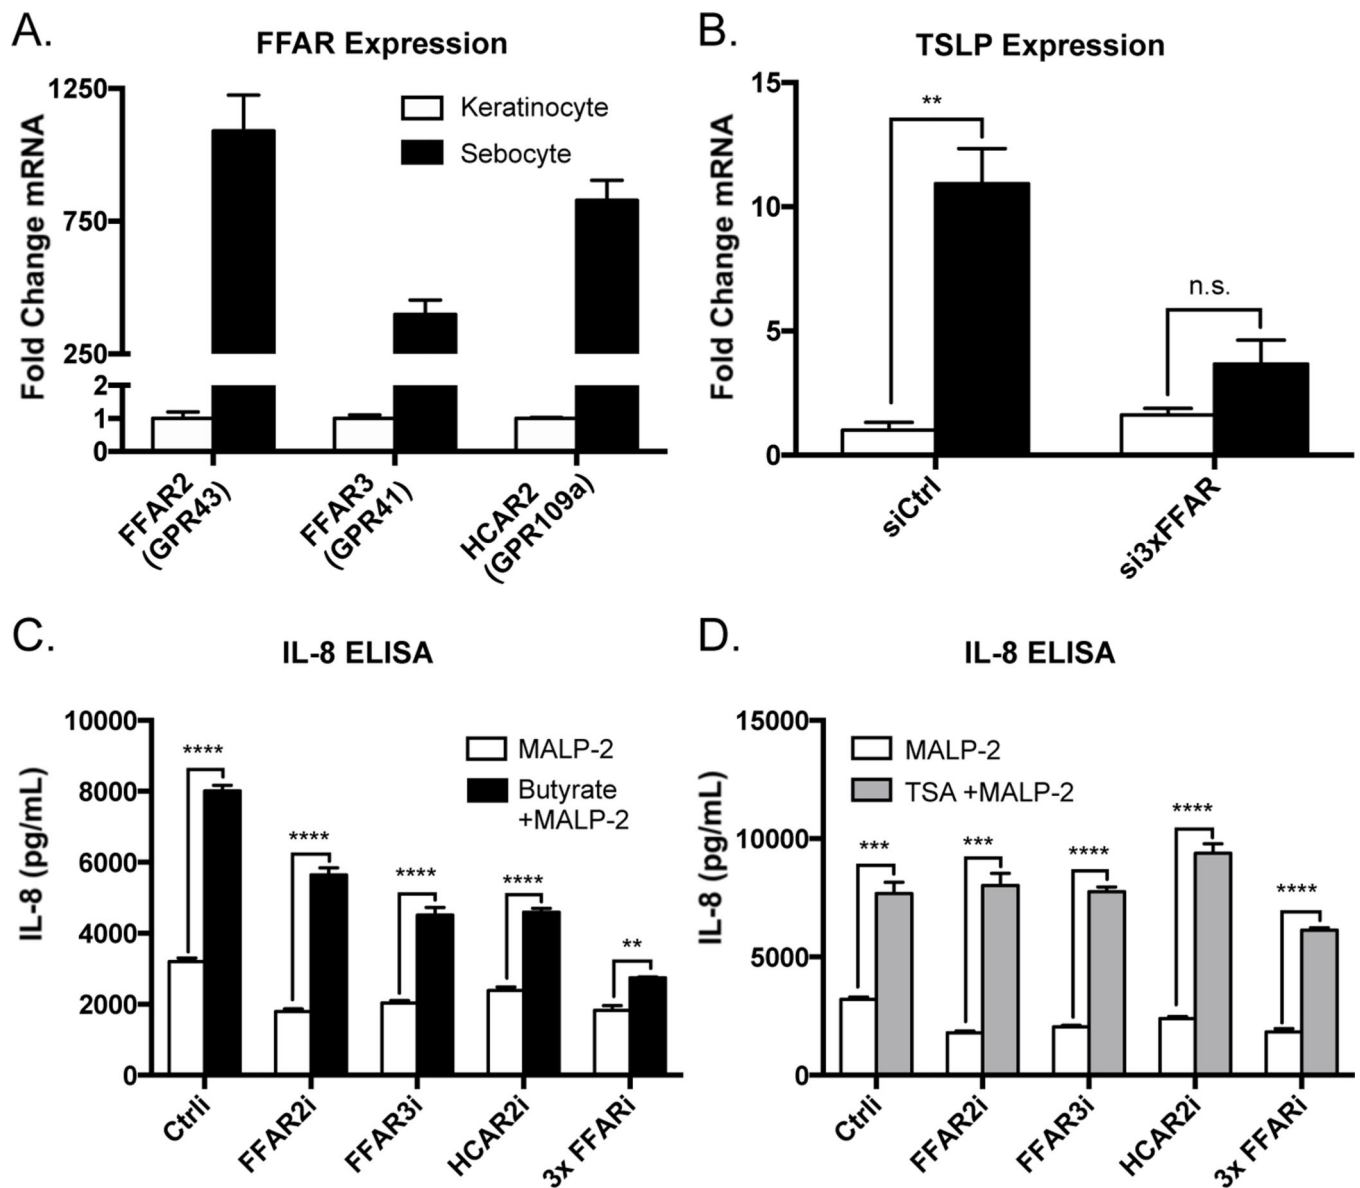 A.
FFAR Expression
Fold Change mRNA
1250
750
250
2
1
0
Keratinocyte
Sebocyte
FFAR2
(GPR43)
FFAR3
(GPR41)
HCAR2
(GPR109a)
B.
TSLP Expression
Fold Change mRNA
15
10
5
0
**
n.s.
siCtrl
si3xFFAR
C.
IL-8 ELISA
IL-8 (pg/mL)
10000
8000
6000
4000
2000
0
MALP-2
Butyrate
+MALP-2
****
****
****
****
**
Ctrli
FFAR2i
FFAR3i
HCAR2i
3x FFARi
D.
IL-8 ELISA
IL-8 (pg/mL)
15000
10000
5000
0
MALP-2
TSA +MALP-2
***
***
****
****
****
Ctrli
FFAR2i
FFAR3i
HCAR2i
3x FFARi